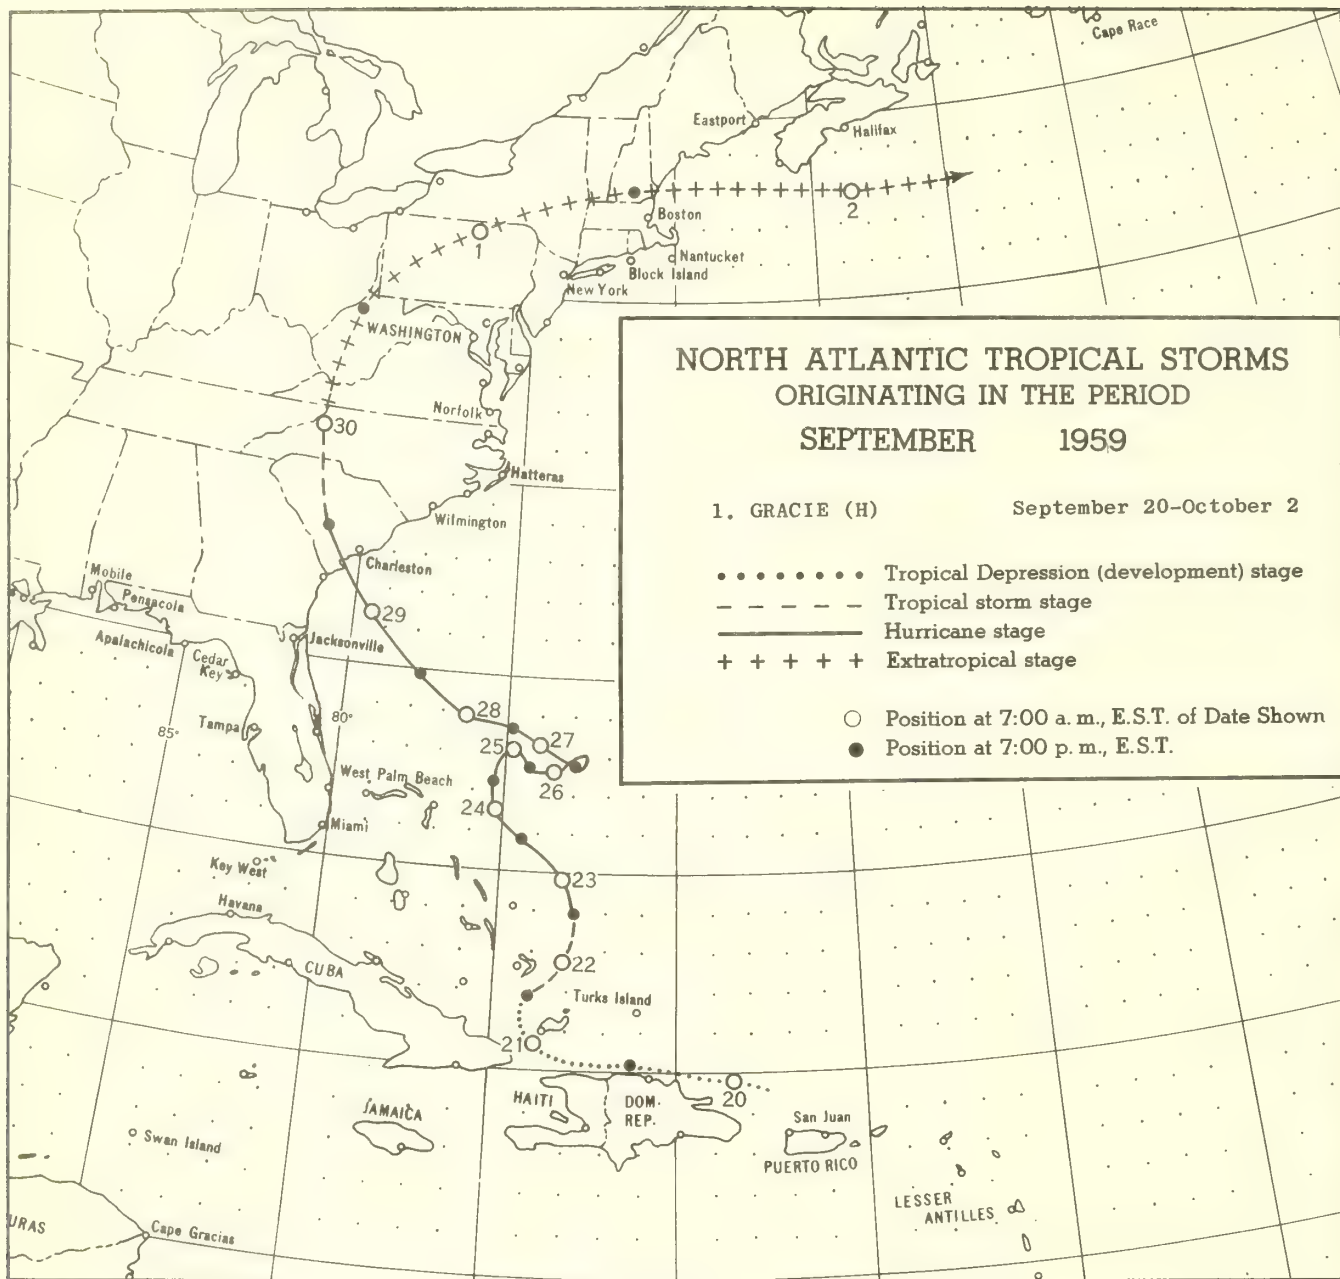 Cape Race
Eastport
Halifax
2
Boston
1
Nantucket
Block Island
New York
WASHINGTON
NORTH ATLANTIC TROPICAL STORMS
ORIGINATING IN THE PERIOD
SEPTEMBER 1959
1. GRACIE (H) September 20-October 2
Tropical Depression (development) stage
Tropical storm stage
Hurricane stage
Extratropical stage
Position at 7:00 a. m., E.S.T. of Date Shown
Position at 7:00 p. m., E.S.T.
Norfolk
30
Hatteras
Wilmington
Charleston
Mobile
Pensacola
29
Apalachicola
Jacksonville
Cedar
Key
28
80°
Tampa
85°
25
27
West Palm Beach
26
24
Miami
Key West
23
Havana
22
CUBA
Turks Island
21
20
HAITI
DOM.
REP.
JAMAICA
San Juan
Swan Island
PUERTO RICO
LESSER
ANTILLES
URAS
Cape Gracias